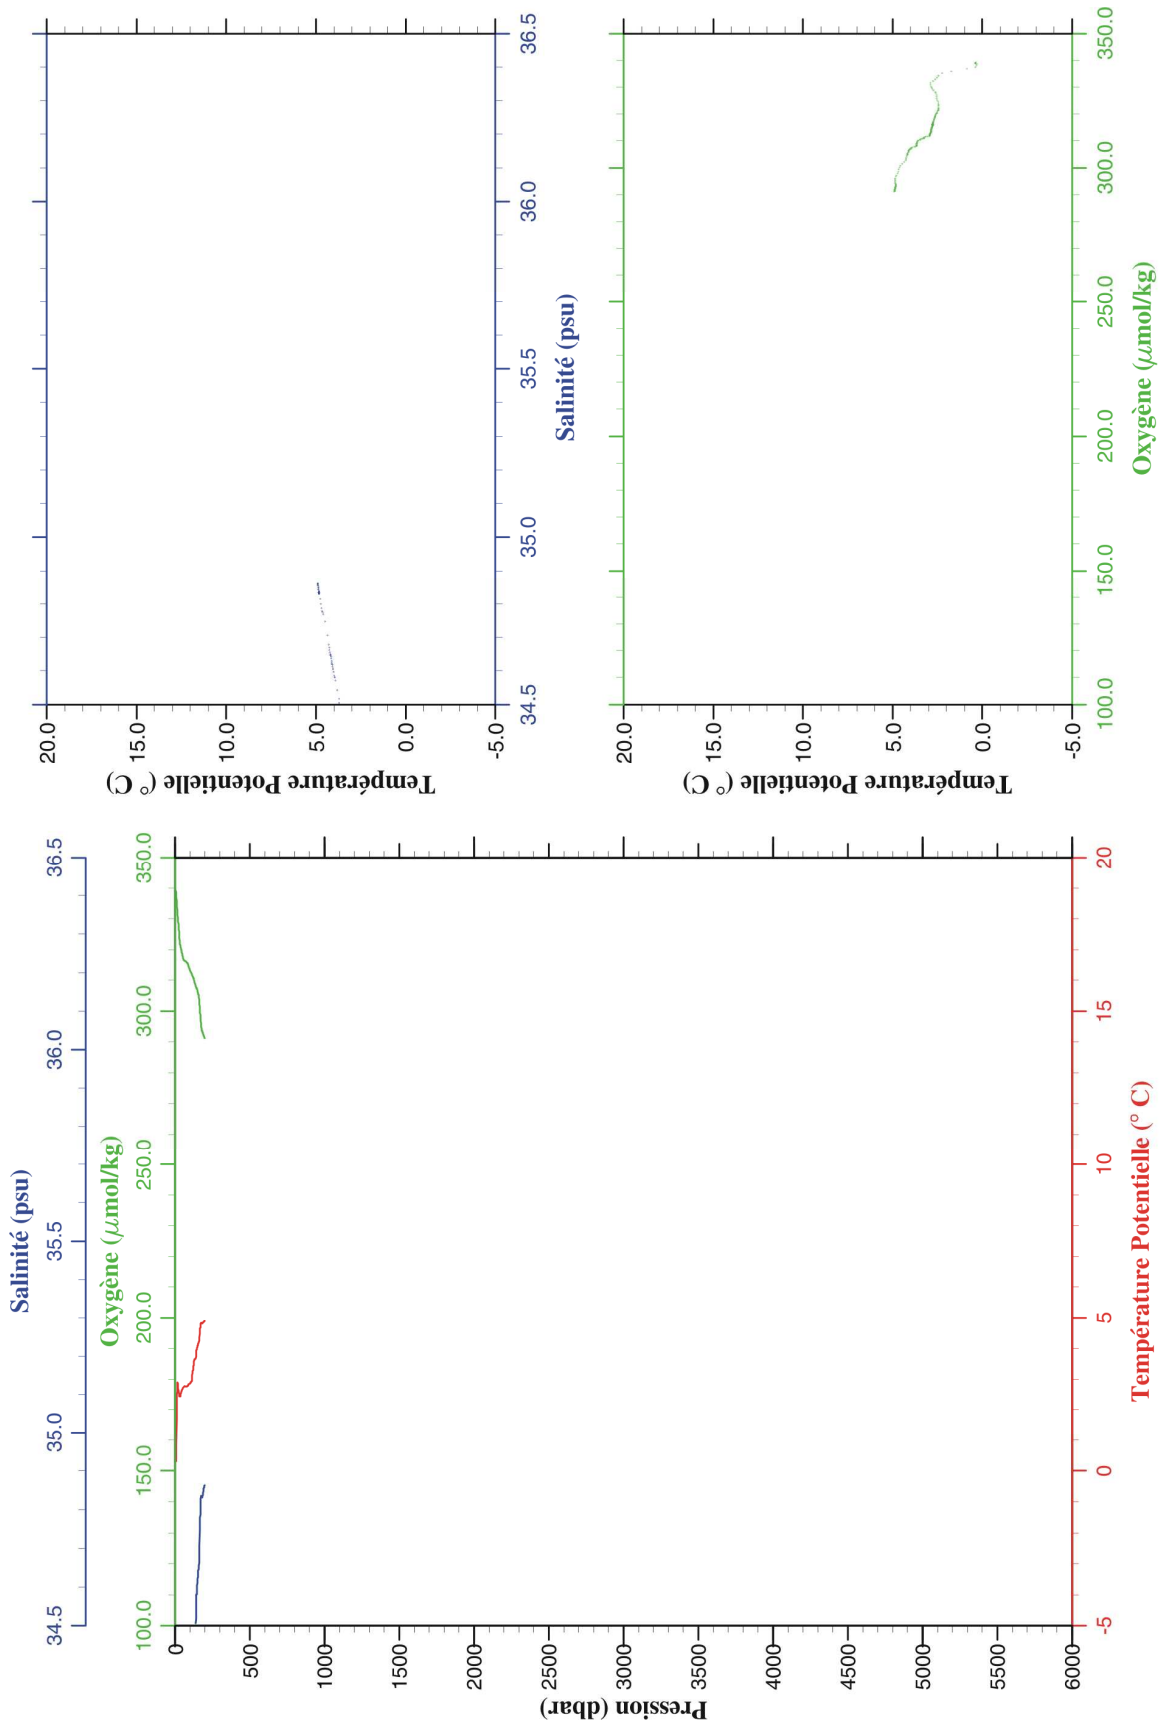 Salinité (psu)
34.5 35.0 35.5 36.0 36.5
Oxygène (μmol/kg)
100.0 150.0 200.0 250.0 300.0 350.0
0
500
1000
1500
2000
2500
3000
3500
4000
4500
5000
5500
6000
Pression (dbar)
-5 0 5 10 15 20
Température Potentielle (° C)
20.0
15.0
10.0
5.0
0.0
-5.0
Température Potentielle (° C)
34.5 35.0 35.5 36.0 36.5
Salinité (psu)
20.0
15.0
10.0
5.0
0.0
-5.0
Température Potentielle (° C)
100.0 150.0 200.0 250.0 300.0 350.0
Oxygène (μmol/kg)